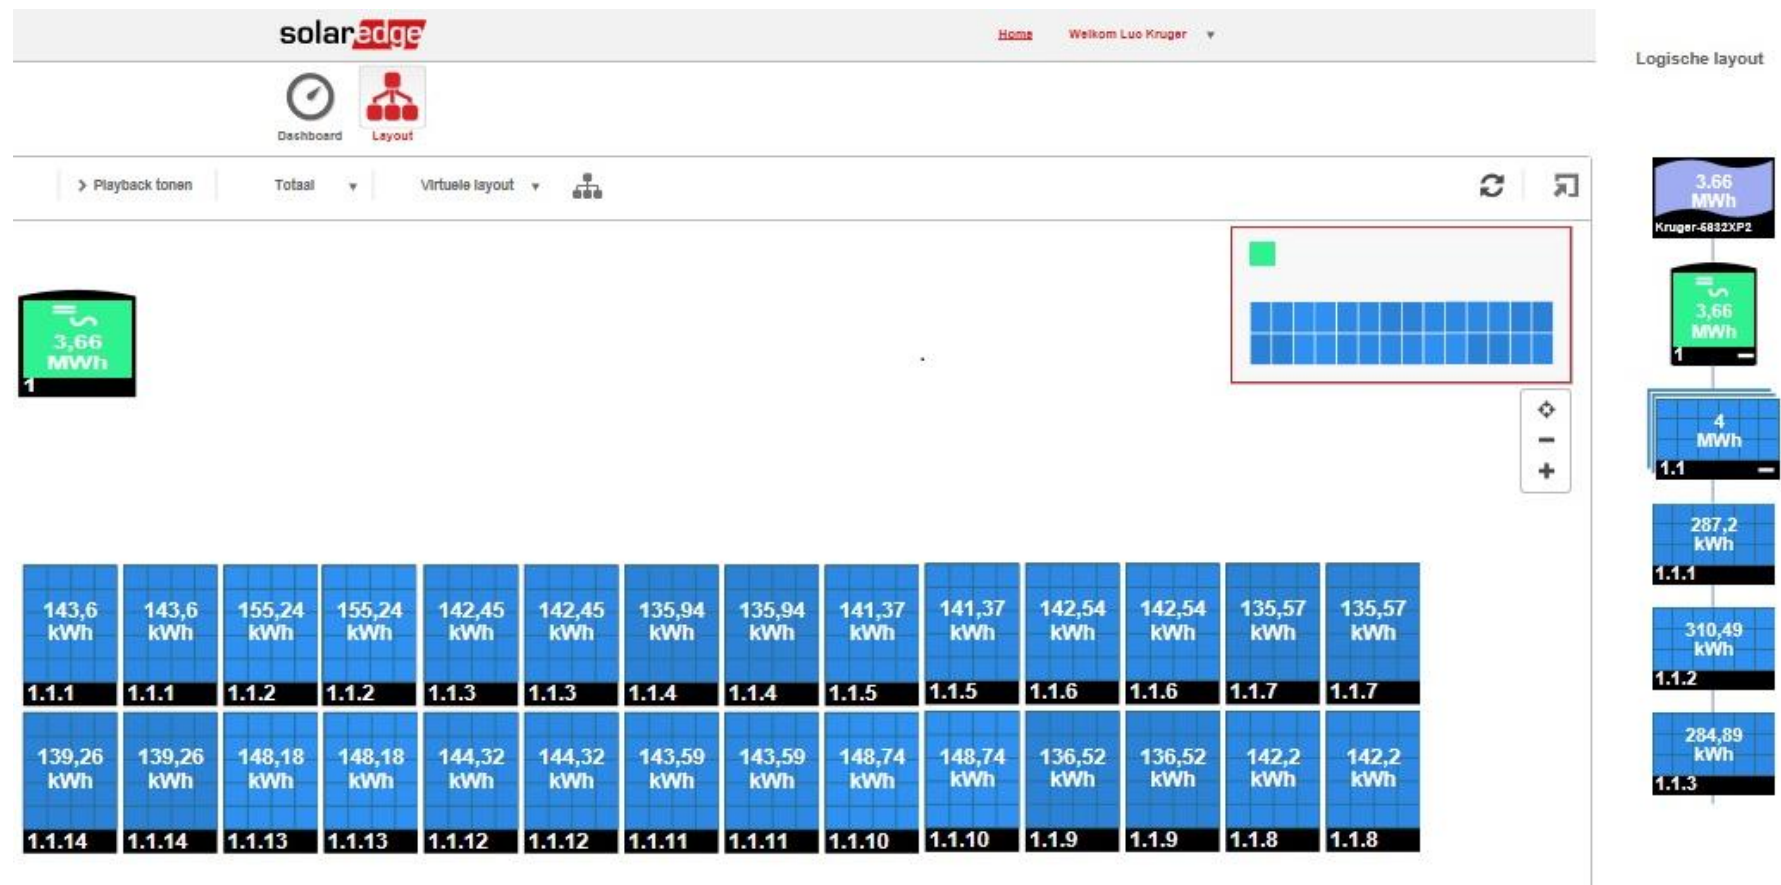 solaredge
Home Welkom Luo Kruger
Logische layout
Dashboard
Layout
Playback tonen
Totaal
Virtuele layout
3,66
MWh
1
143,6 kWh 143,6 kWh 155,24 kWh 155,24 kWh 142,45 kWh 142,45 kWh 135,94 kWh 135,94 kWh 141,37 kWh 141,37 kWh 142,54 kWh 142,54 kWh 135,57 kWh 135,57 kWh
1.1.1 1.1.1 1.1.2 1.1.2 1.1.3 1.1.3 1.1.4 1.1.4 1.1.5 1.1.5 1.1.6 1.1.6 1.1.7 1.1.7
139,26 kWh 139,26 kWh 148,18 kWh 148,18 kWh 144,32 kWh 144,32 kWh 143,59 kWh 143,59 kWh 148,74 kWh 148,74 kWh 136,52 kWh 136,52 kWh 142,2 kWh 142,2 kWh
1.1.14 1.1.14 1.1.13 1.1.13 1.1.12 1.1.12 1.1.11 1.1.11 1.1.10 1.1.10 1.1.9 1.1.9 1.1.8 1.1.8
3.66
MWh
Kruger-5832XP2
3,66
MWh
1
4
MWh
1.1
287,2
kWh
1.1.1
310,49
kWh
1.1.2
284,89
kWh
1.1.3